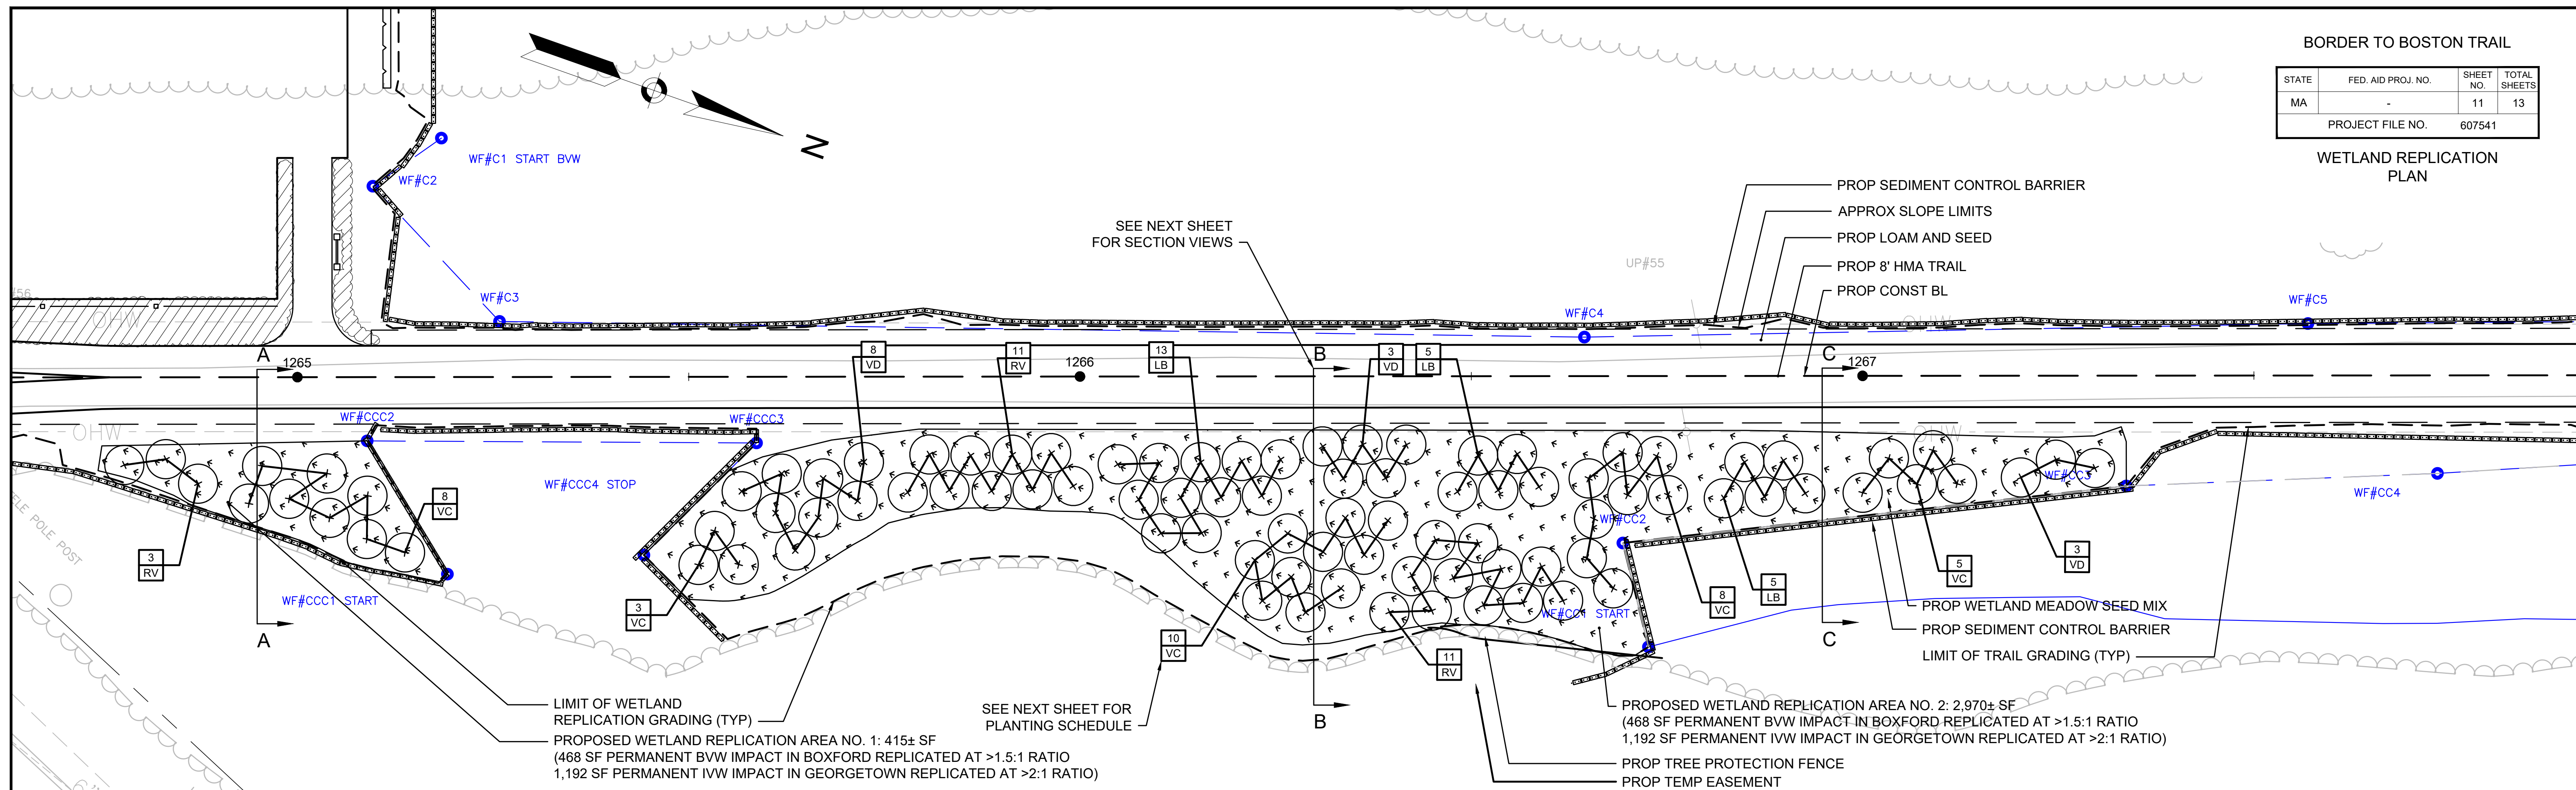 BORDER TO BOSTON TRAIL
STATE FED. AID PROJ. NO. SHEET NO. TOTAL SHEETS
MA - 11 13
PROJECT FILE NO. 607541
WETLAND REPLICATION
PLAN
N
WF#C1 START BVW
WF#C2
WF#C3
SEE NEXT SHEET
FOR SECTION VIEWS
PROP SEDIMENT CONTROL BARRIER
APPROX SLOPE LIMITS
PROP LOAM AND SEED
PROP 8' HMA TRAIL
PROP CONST BL
UP#55
WF#C4
WF#C5
#56
OHW
OHW
A
1265
8
VD
11
RV
1266
13
LB
B
3
VD
5
LB
C
1267
WF#CCC2
WF#CCC3
OHW
OHW
WF#CCC4 STOP
WF#CC3
WF#CC4
WF#CC2
ELE POLE POST
3
RV
8
VC
WF#CCC1 START
3
VC
A
10
VC
11
RV
WF#CC1 START
8
VC
5
LB
5
VC
3
VD
C
PROP WETLAND MEADOW SEED MIX
PROP SEDIMENT CONTROL BARRIER
LIMIT OF TRAIL GRADING (TYP)
LIMIT OF WETLAND
REPLICATION GRADING (TYP)
PROPOSED WETLAND REPLICATION AREA NO. 1: 415± SF
(468 SF PERMANENT BVW IMPACT IN BOXFORD REPLICATED AT >1.5:1 RATIO
1,192 SF PERMANENT IVW IMPACT IN GEORGETOWN REPLICATED AT >2:1 RATIO)
SEE NEXT SHEET FOR
PLANTING SCHEDULE
B
PROPOSED WETLAND REPLICATION AREA NO. 2: 2,970± SF
(468 SF PERMANENT BVW IMPACT IN BOXFORD REPLICATED AT >1.5:1 RATIO
1,192 SF PERMANENT IVW IMPACT IN GEORGETOWN REPLICATED AT >2:1 RATIO)
PROP TREE PROTECTION FENCE
PROP TEMP EASEMENT